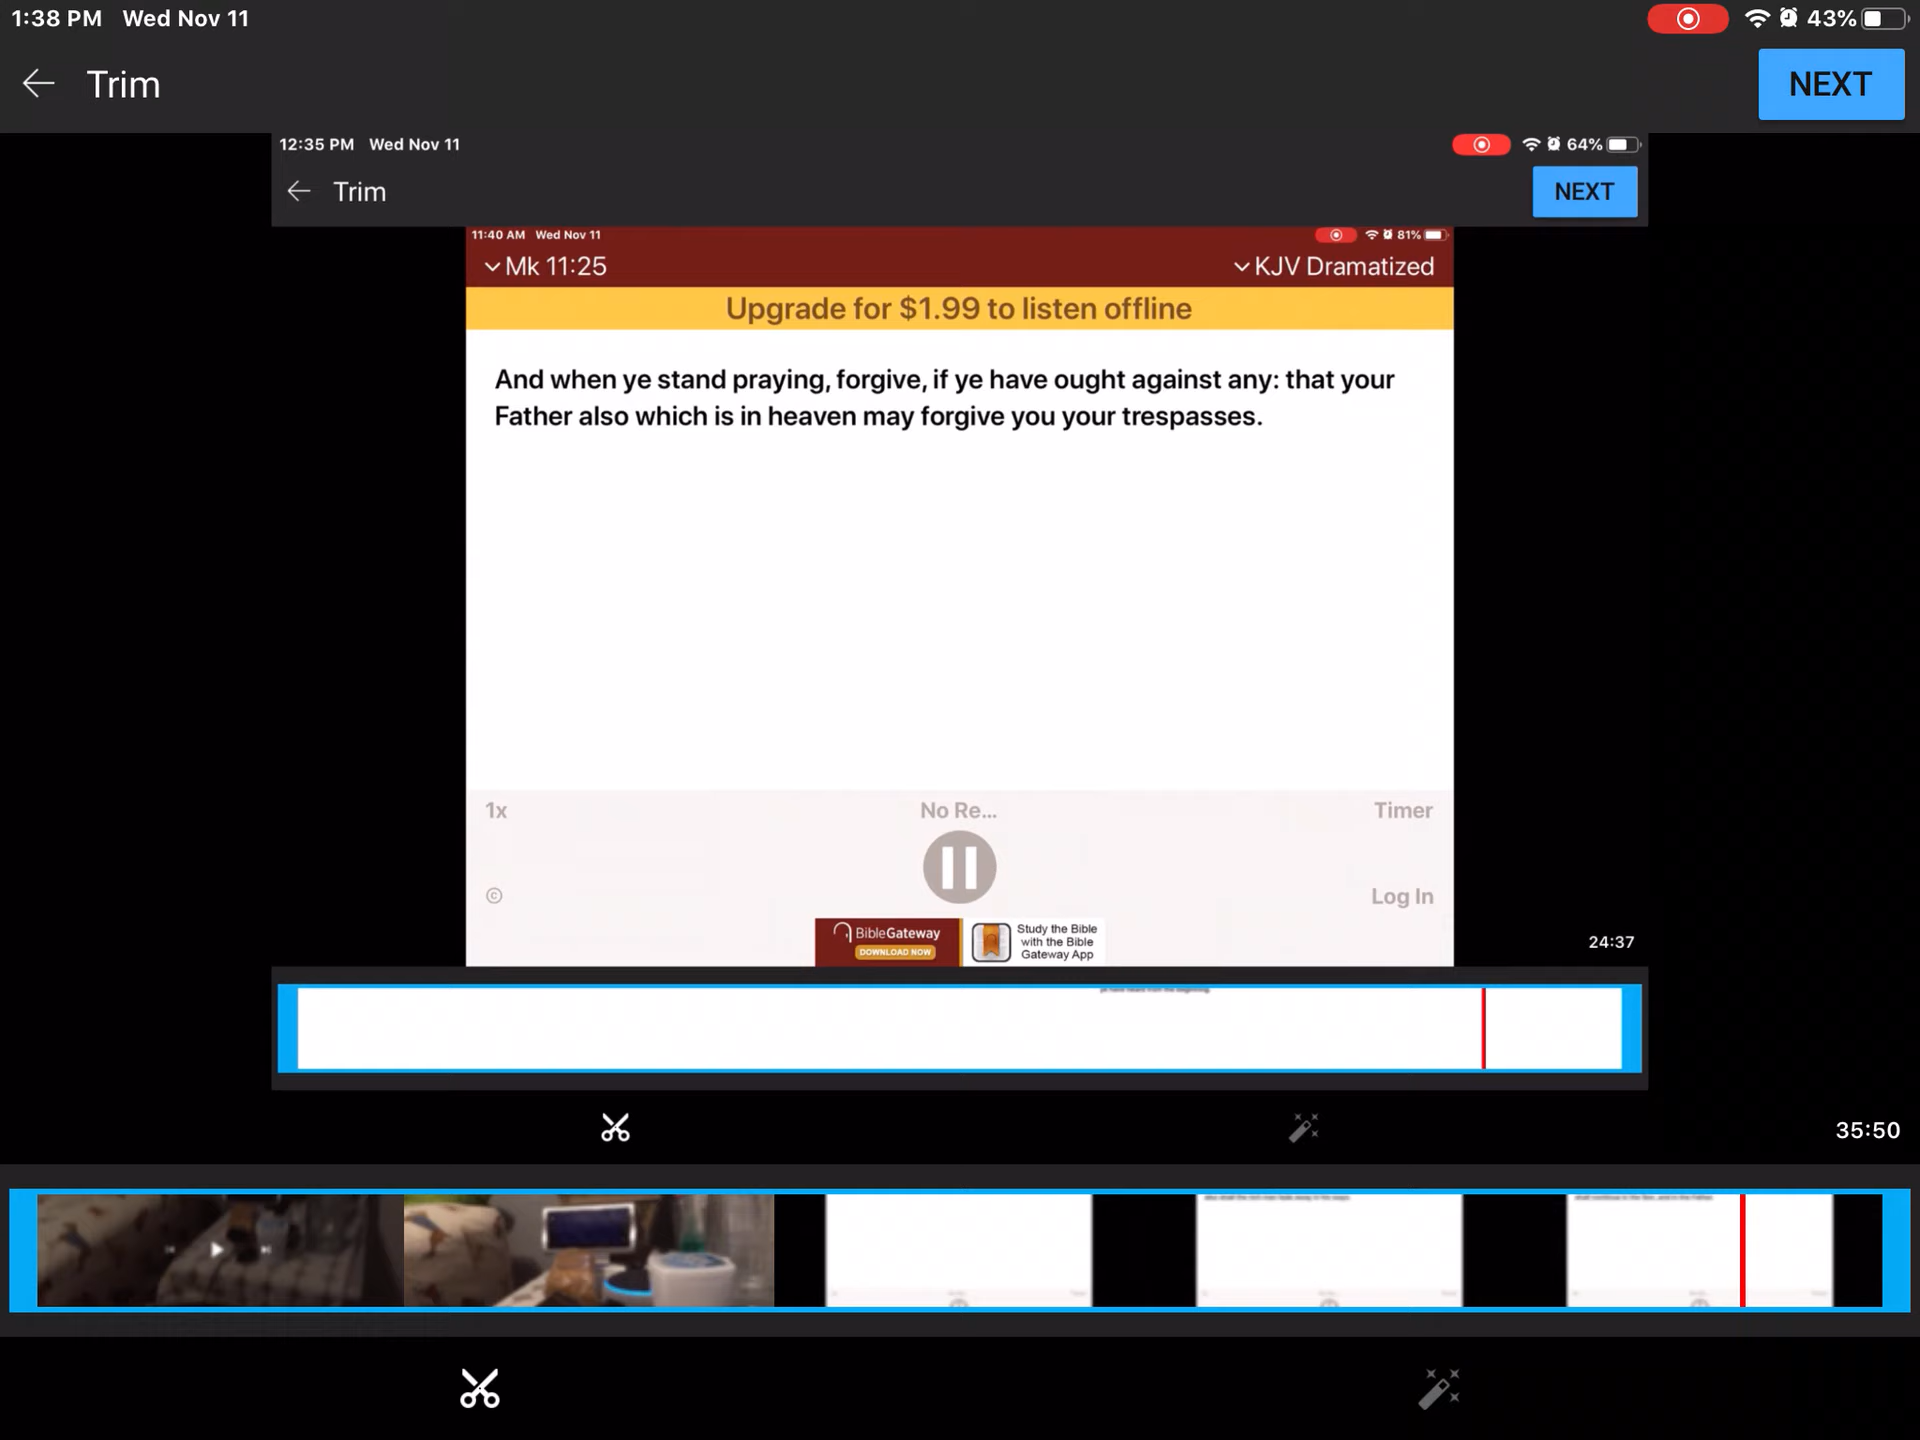 1:38 PM Wed Nov 11 43%
Trim NEXT
12:35 PM Wed Nov 11 64%
Trim NEXT
11:40 AM Wed Nov 11 81%
Mk 11:25 KJV Dramatized
Upgrade for $1.99 to listen offline
And when ye stand praying, forgive, if ye have ought against any: that your
Father also which is in heaven may forgive you your trespasses.
1x No Re... Timer
© Log In
BibleGateway
DOWNLOAD NOW
Study the Bible
with the Bible
Gateway App
24:37
35:50